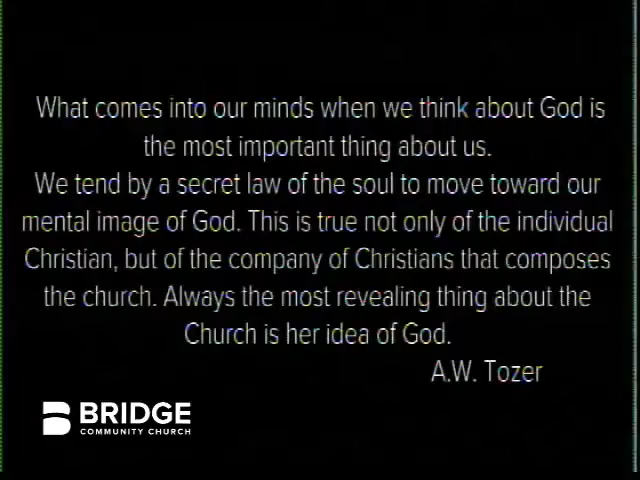 What comes into our minds when we think about God is
the most important thing about us.
We tend by a secret law of the soul to move toward our
mental image of God. This is true not only of the individual
Christian, but of the company of Christians that composes
the church. Always the most revealing thing about the
Church is her idea of God.
A.W. Tozer
BRIDGE
COMMUNITY CHURCH